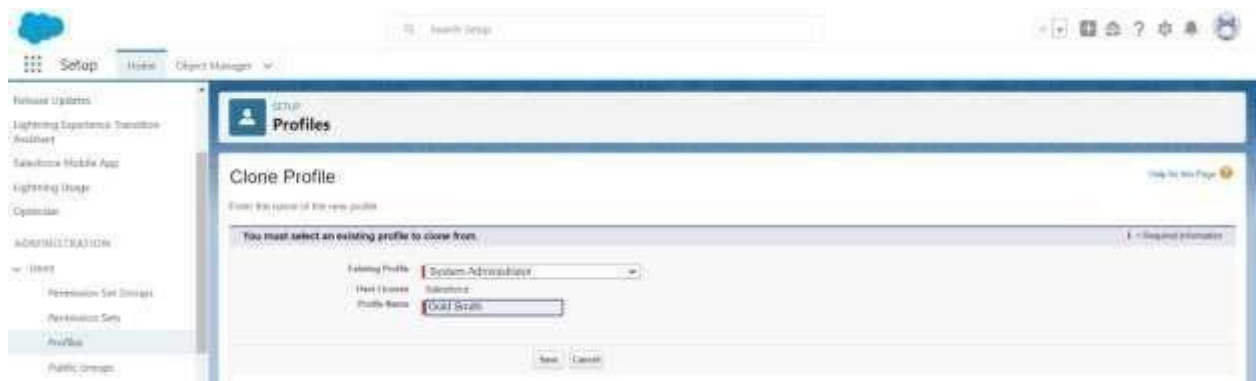 Search Setup
Setup
Home
Object Manager
Release Updates
Lightning Experience Transition
Assistant
Salesforce Mobile App
Lightning Usage
Optimizer
ADMINISTRATION
Users
Permission Set Groups
Permission Sets
Profiles
Public Groups
SETUP
Profiles
Clone Profile
Help for this Page
Enter the name of the new profile.
You must select an existing profile to clone from.
= Required Information
Existing Profile System Administrator
User License Salesforce
Profile Name Gold Smith
Save Cancel